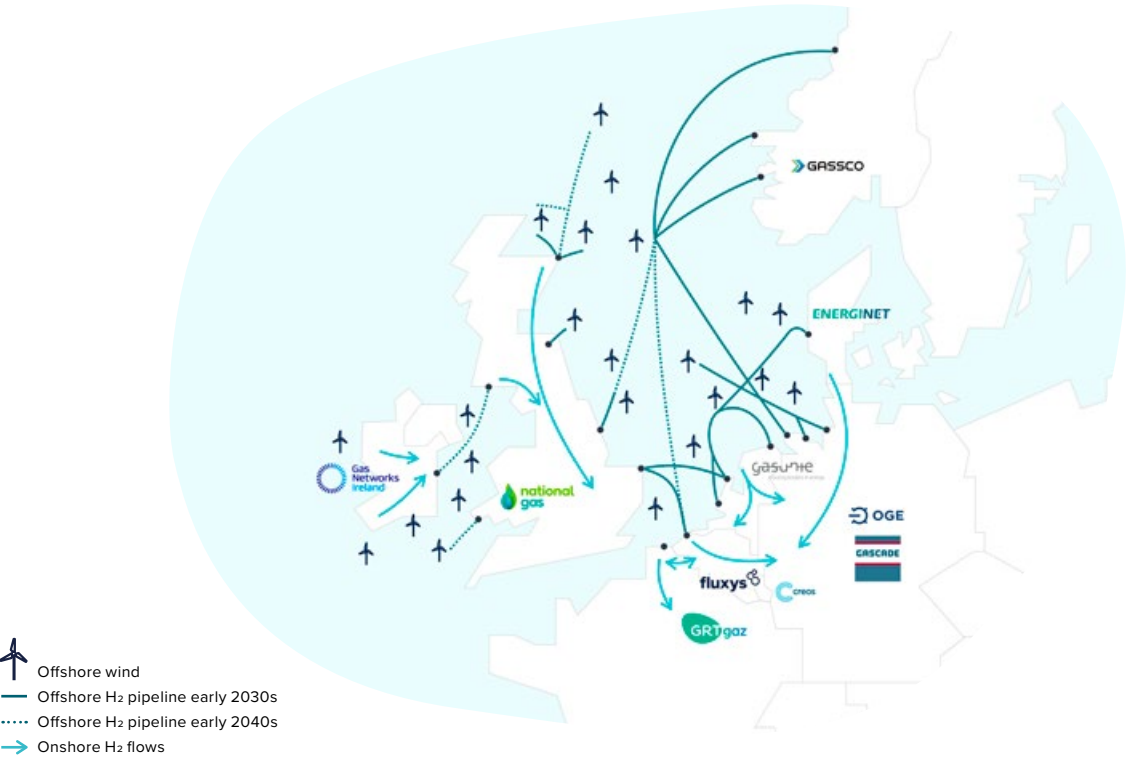 GASSCO
ENERGINET
gasunie
Gas
Networks
Ireland
national
gas
OGE
GASCADE
fluxys
creos
GRTgaz
Offshore wind
Offshore H₂ pipeline early 2030s
Offshore H₂ pipeline early 2040s
Onshore H₂ flows